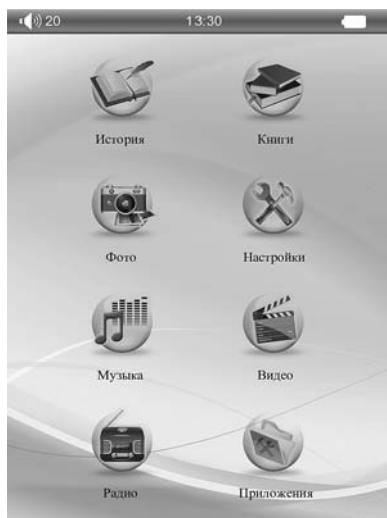 20 13:30
История Книги
Фото Настройки
Музыка Видео
Радио Приложения